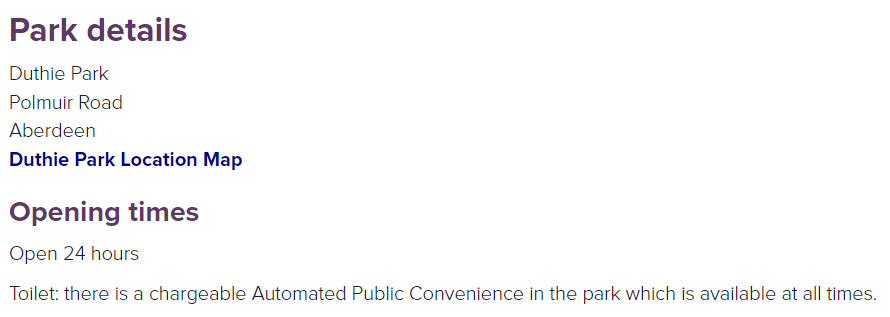 Park details
Duthie Park
Polmuir Road
Aberdeen
Duthie Park Location Map
Opening times
Open 24 hours
Toilet: there is a chargeable Automated Public Convenience in the park which is available at all times.